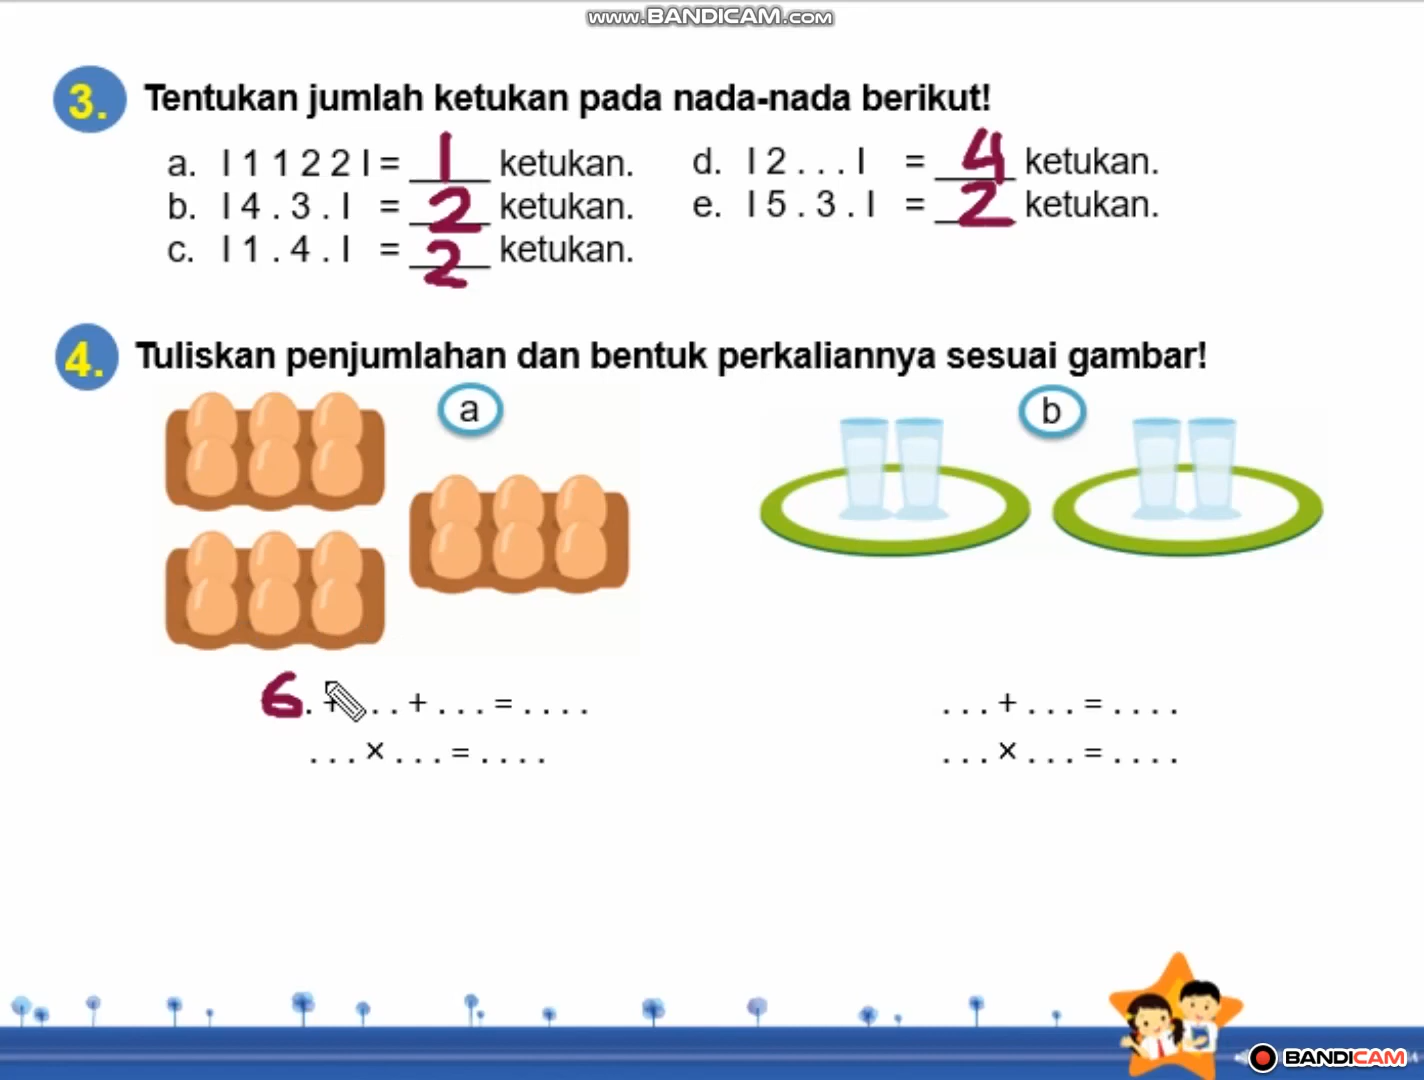 www.BANDICAM.com
3. Tentukan jumlah ketukan pada nada-nada berikut!
a. I 1 1 2 2 I = 1 ketukan.
d. I 2 . . . I = 4 ketukan.
b. I 4 . 3 . I = 2 ketukan.
e. I 5 . 3 . I = 2 ketukan.
c. I 1 . 4 . I = 2 ketukan.
4. Tuliskan penjumlahan dan bentuk perkaliannya sesuai gambar!
a
b
6. + . . + . . . = . . . .
. . . + . . . = . . . .
. . . × . . . = . . . .
. . . × . . . = . . . .
BANDICAM